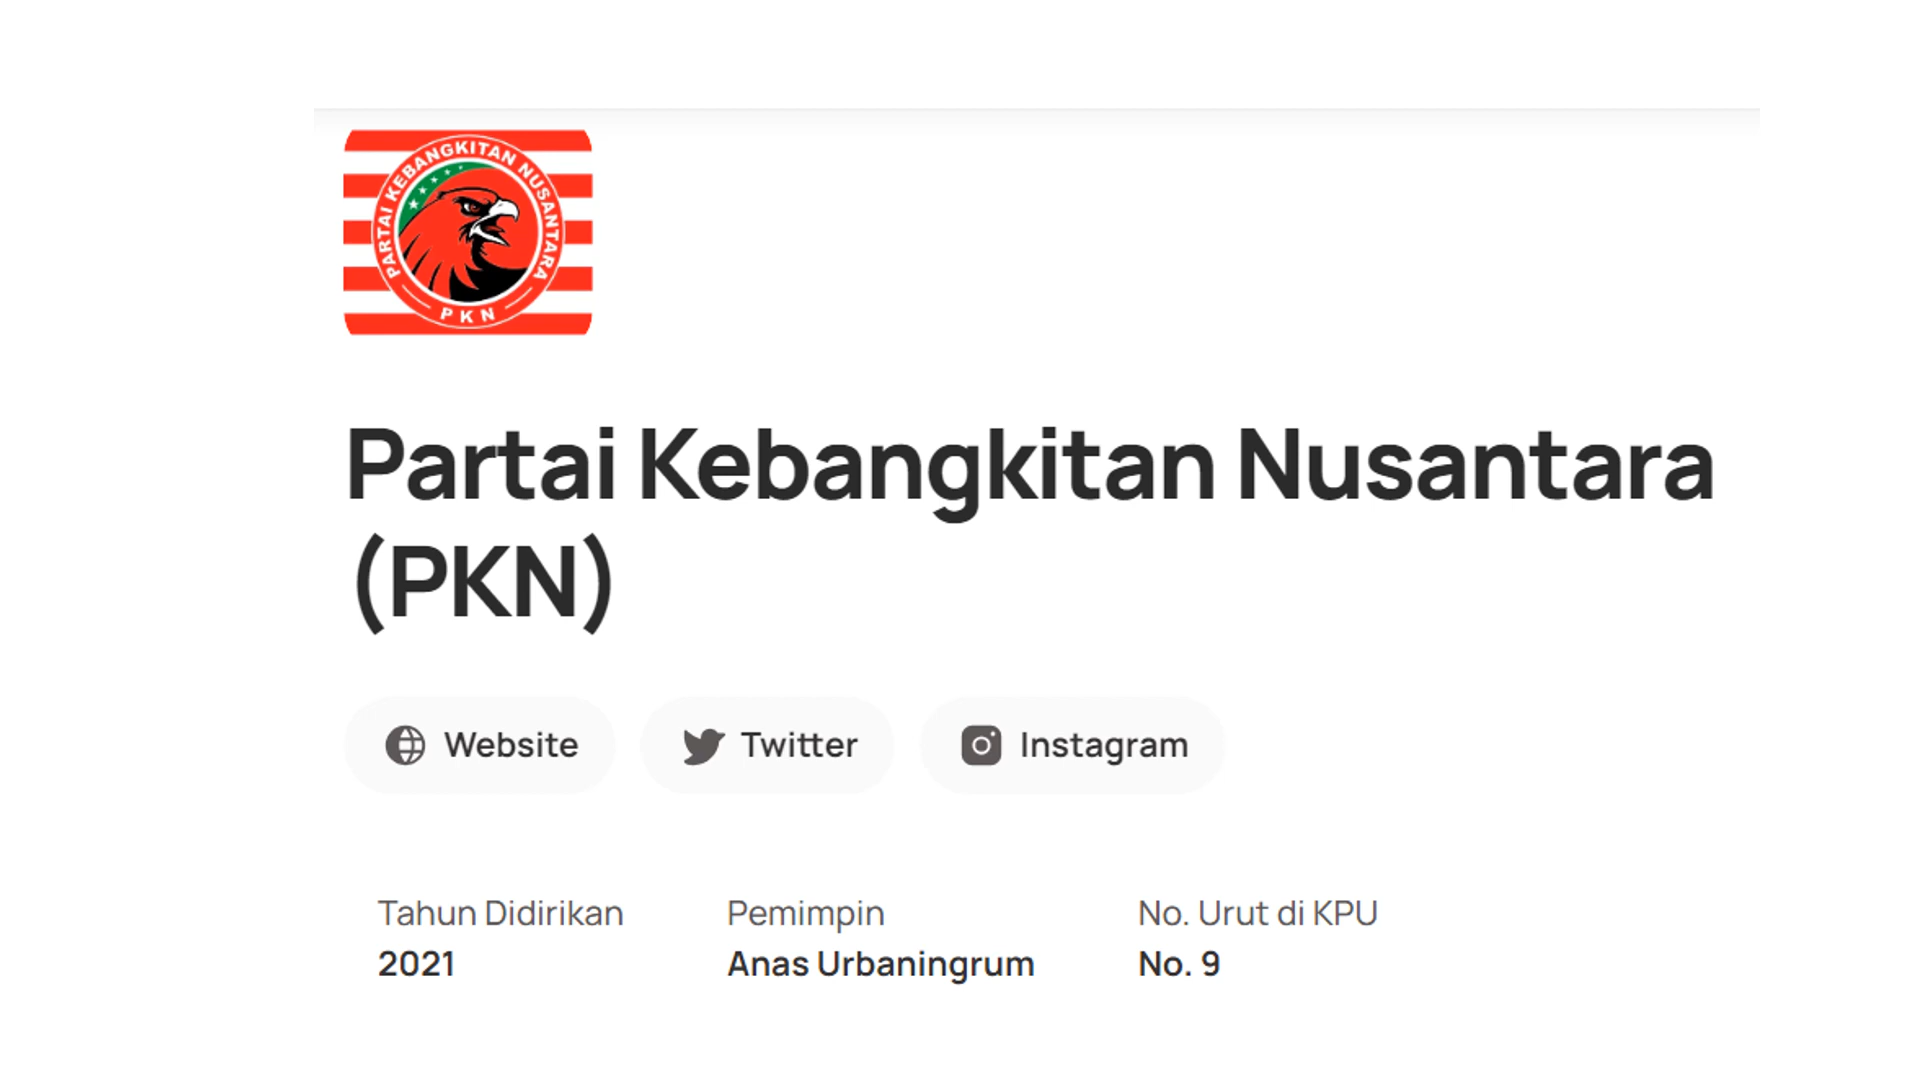 PARTAI KEBANGKITAN NUSANTARA
PKN
Partai Kebangkitan Nusantara
(PKN)
Website Twitter Instagram
Tahun Didirikan Pemimpin No. Urut di KPU
2021 Anas Urbaningrum No. 9